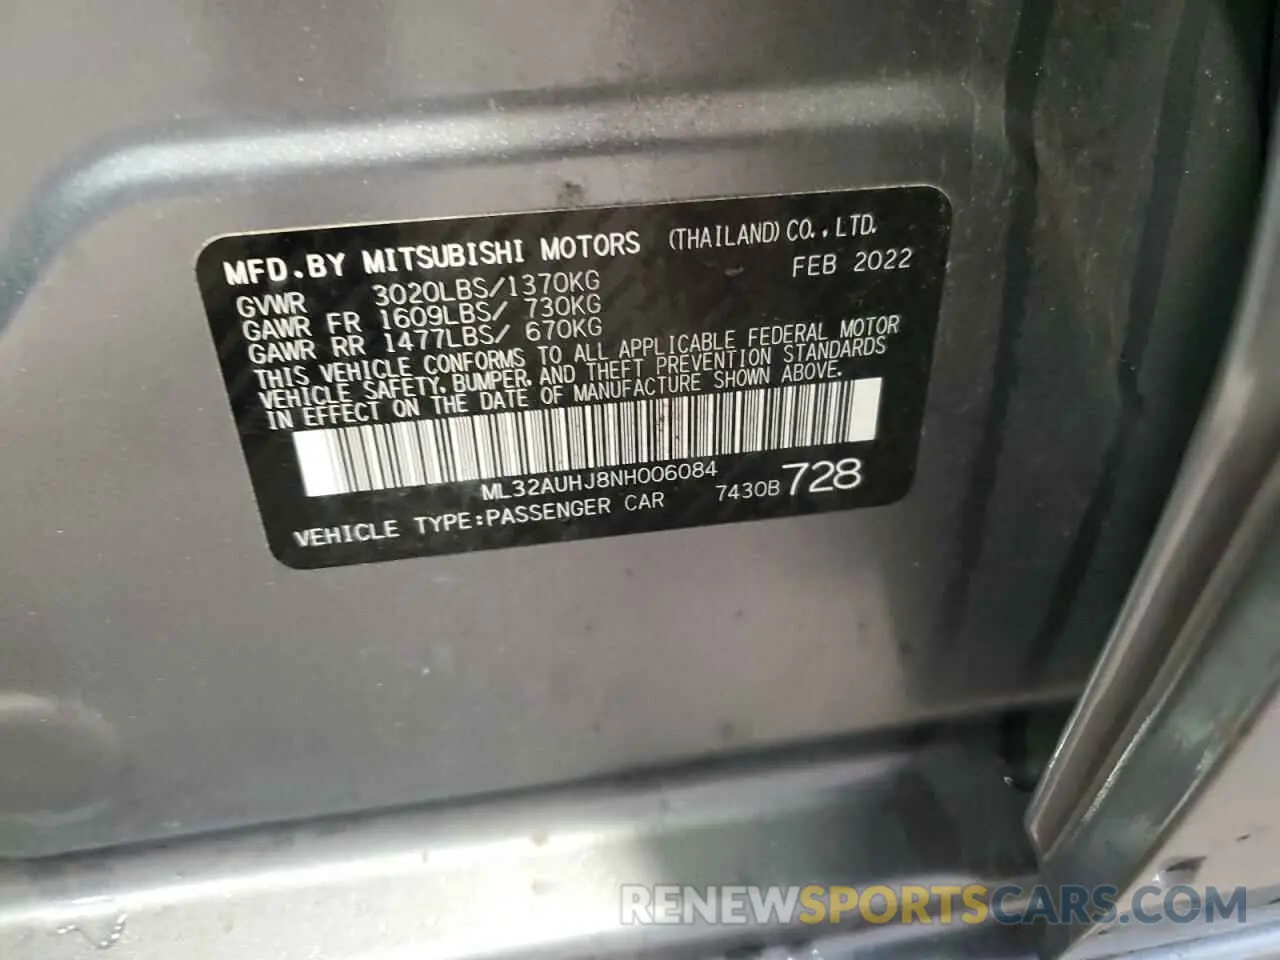 MFD. BY MITSUBISHI MOTORS (THAILAND) CO., LTD.
GVWR 3020LBS/1370KG FEB 2022
GAWR FR 1609LBS/ 730KG
GAWR RR 1477LBS/ 670KG
THIS VEHICLE CONFORMS TO ALL APPLICABLE FEDERAL MOTOR
VEHICLE SAFETY, BUMPER, AND THEFT PREVENTION STANDARDS
IN EFFECT ON THE DATE OF MANUFACTURE SHOWN ABOVE.
ML32AUHJ8NH006084
VEHICLE TYPE:PASSENGER CAR 7430B 728
RENEWSPORTSCARS.COM